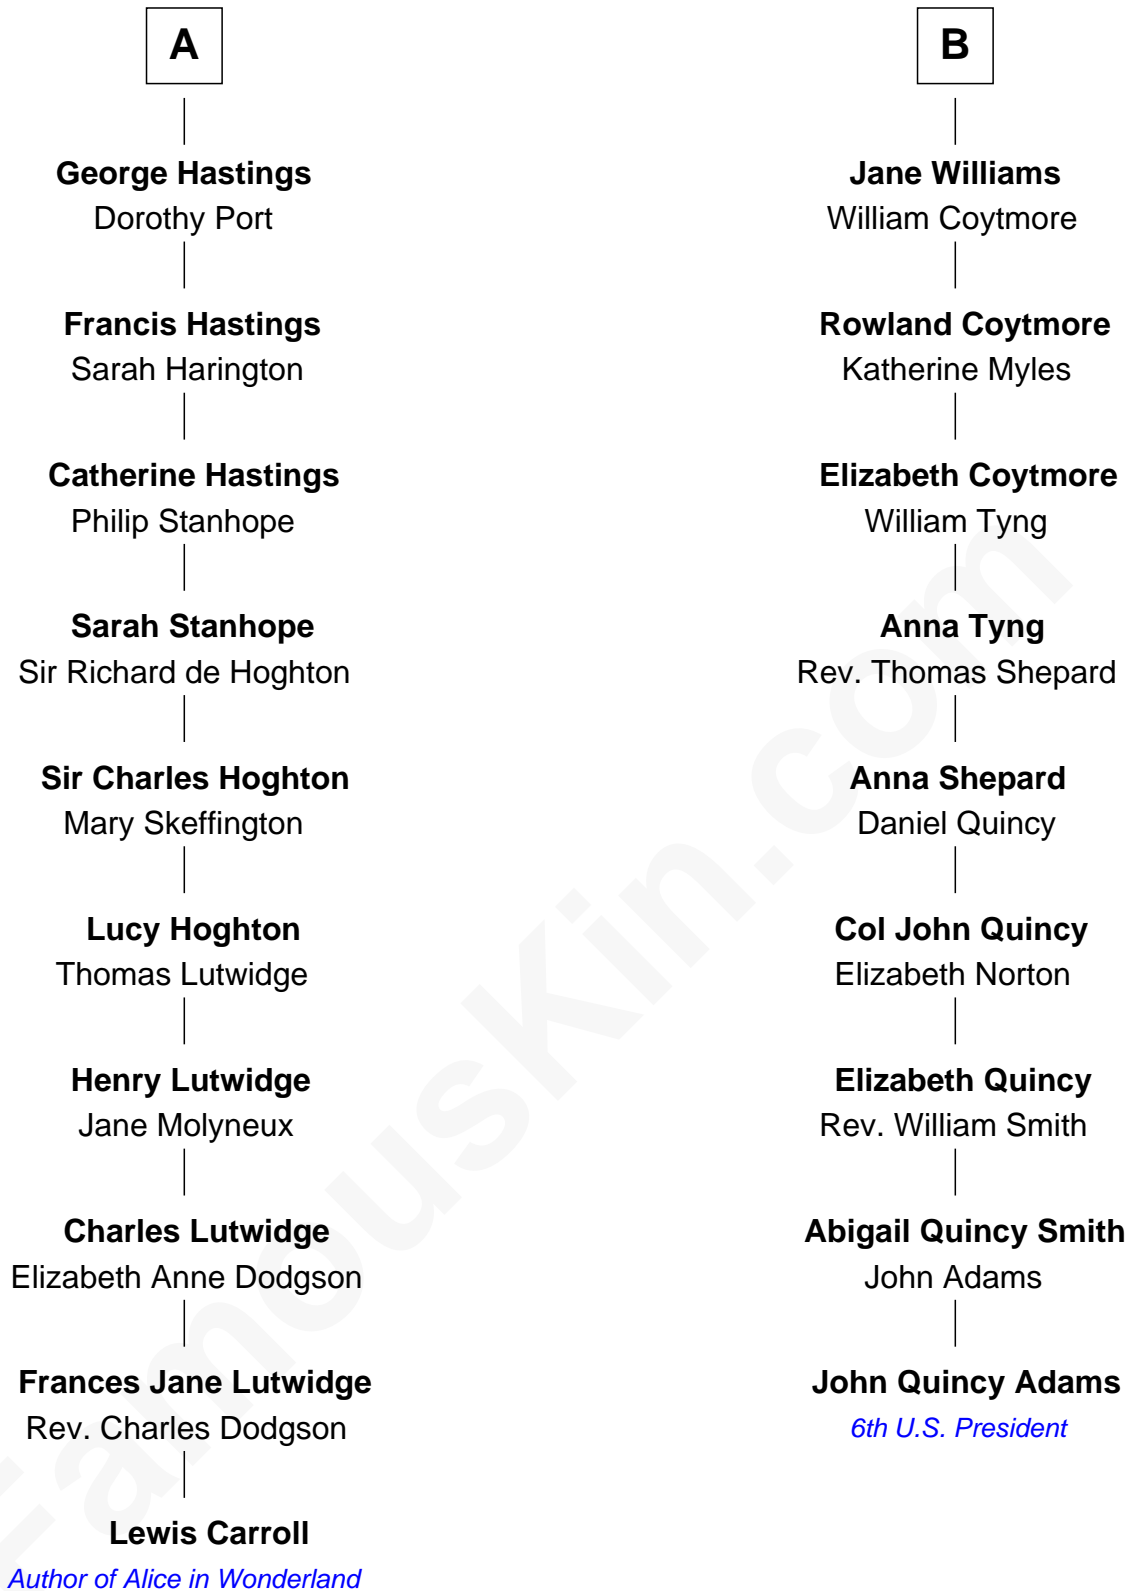 A
George Hastings
Dorothy Port
Francis Hastings
Sarah Harington
Catherine Hastings
Philip Stanhope
Sarah Stanhope
Sir Richard de Hoghton
Sir Charles Hoghton
Mary Skeffington
Lucy Hoghton
Thomas Lutwidge
Henry Lutwidge
Jane Molyneux
Charles Lutwidge
Elizabeth Anne Dodgson
Frances Jane Lutwidge
Rev. Charles Dodgson
Lewis Carroll
Author of Alice in Wonderland
B
Jane Williams
William Coytmore
Rowland Coytmore
Katherine Myles
Elizabeth Coytmore
William Tyng
Anna Tyng
Rev. Thomas Shepard
Anna Shepard
Daniel Quincy
Col John Quincy
Elizabeth Norton
Elizabeth Quincy
Rev. William Smith
Abigail Quincy Smith
John Adams
John Quincy Adams
6th U.S. President
FamousKin.com